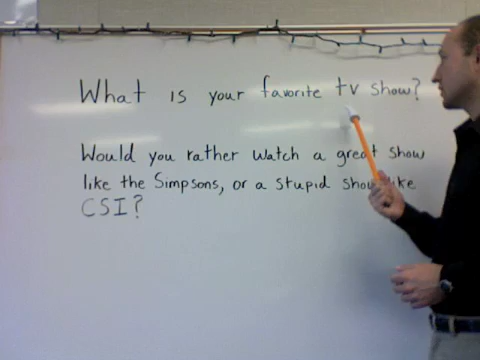 What is your favorite tv show?
Would you rather watch a great show
like the Simpsons, or a stupid show like
CSI?